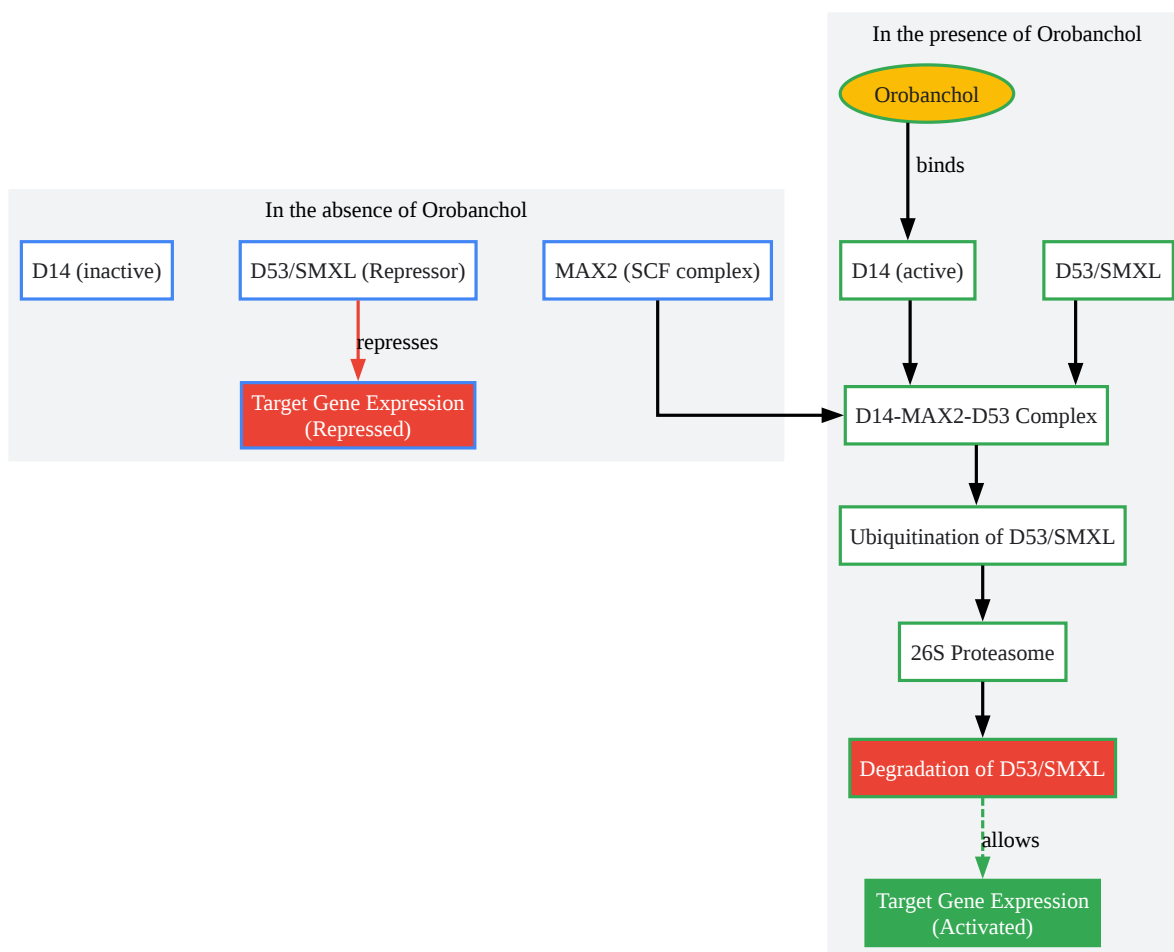 In the presence of Orobanchol
Orobanchol
binds
In the absence of Orobanchol
D14 (inactive)
D53/SMXL (Repressor)
MAX2 (SCF complex)
D14 (active)
D53/SMXL
represses
Target Gene Expression
(Repressed)
D14-MAX2-D53 Complex
Ubiquitination of D53/SMXL
26S Proteasome
Degradation of D53/SMXL
allows
Target Gene Expression
(Activated)